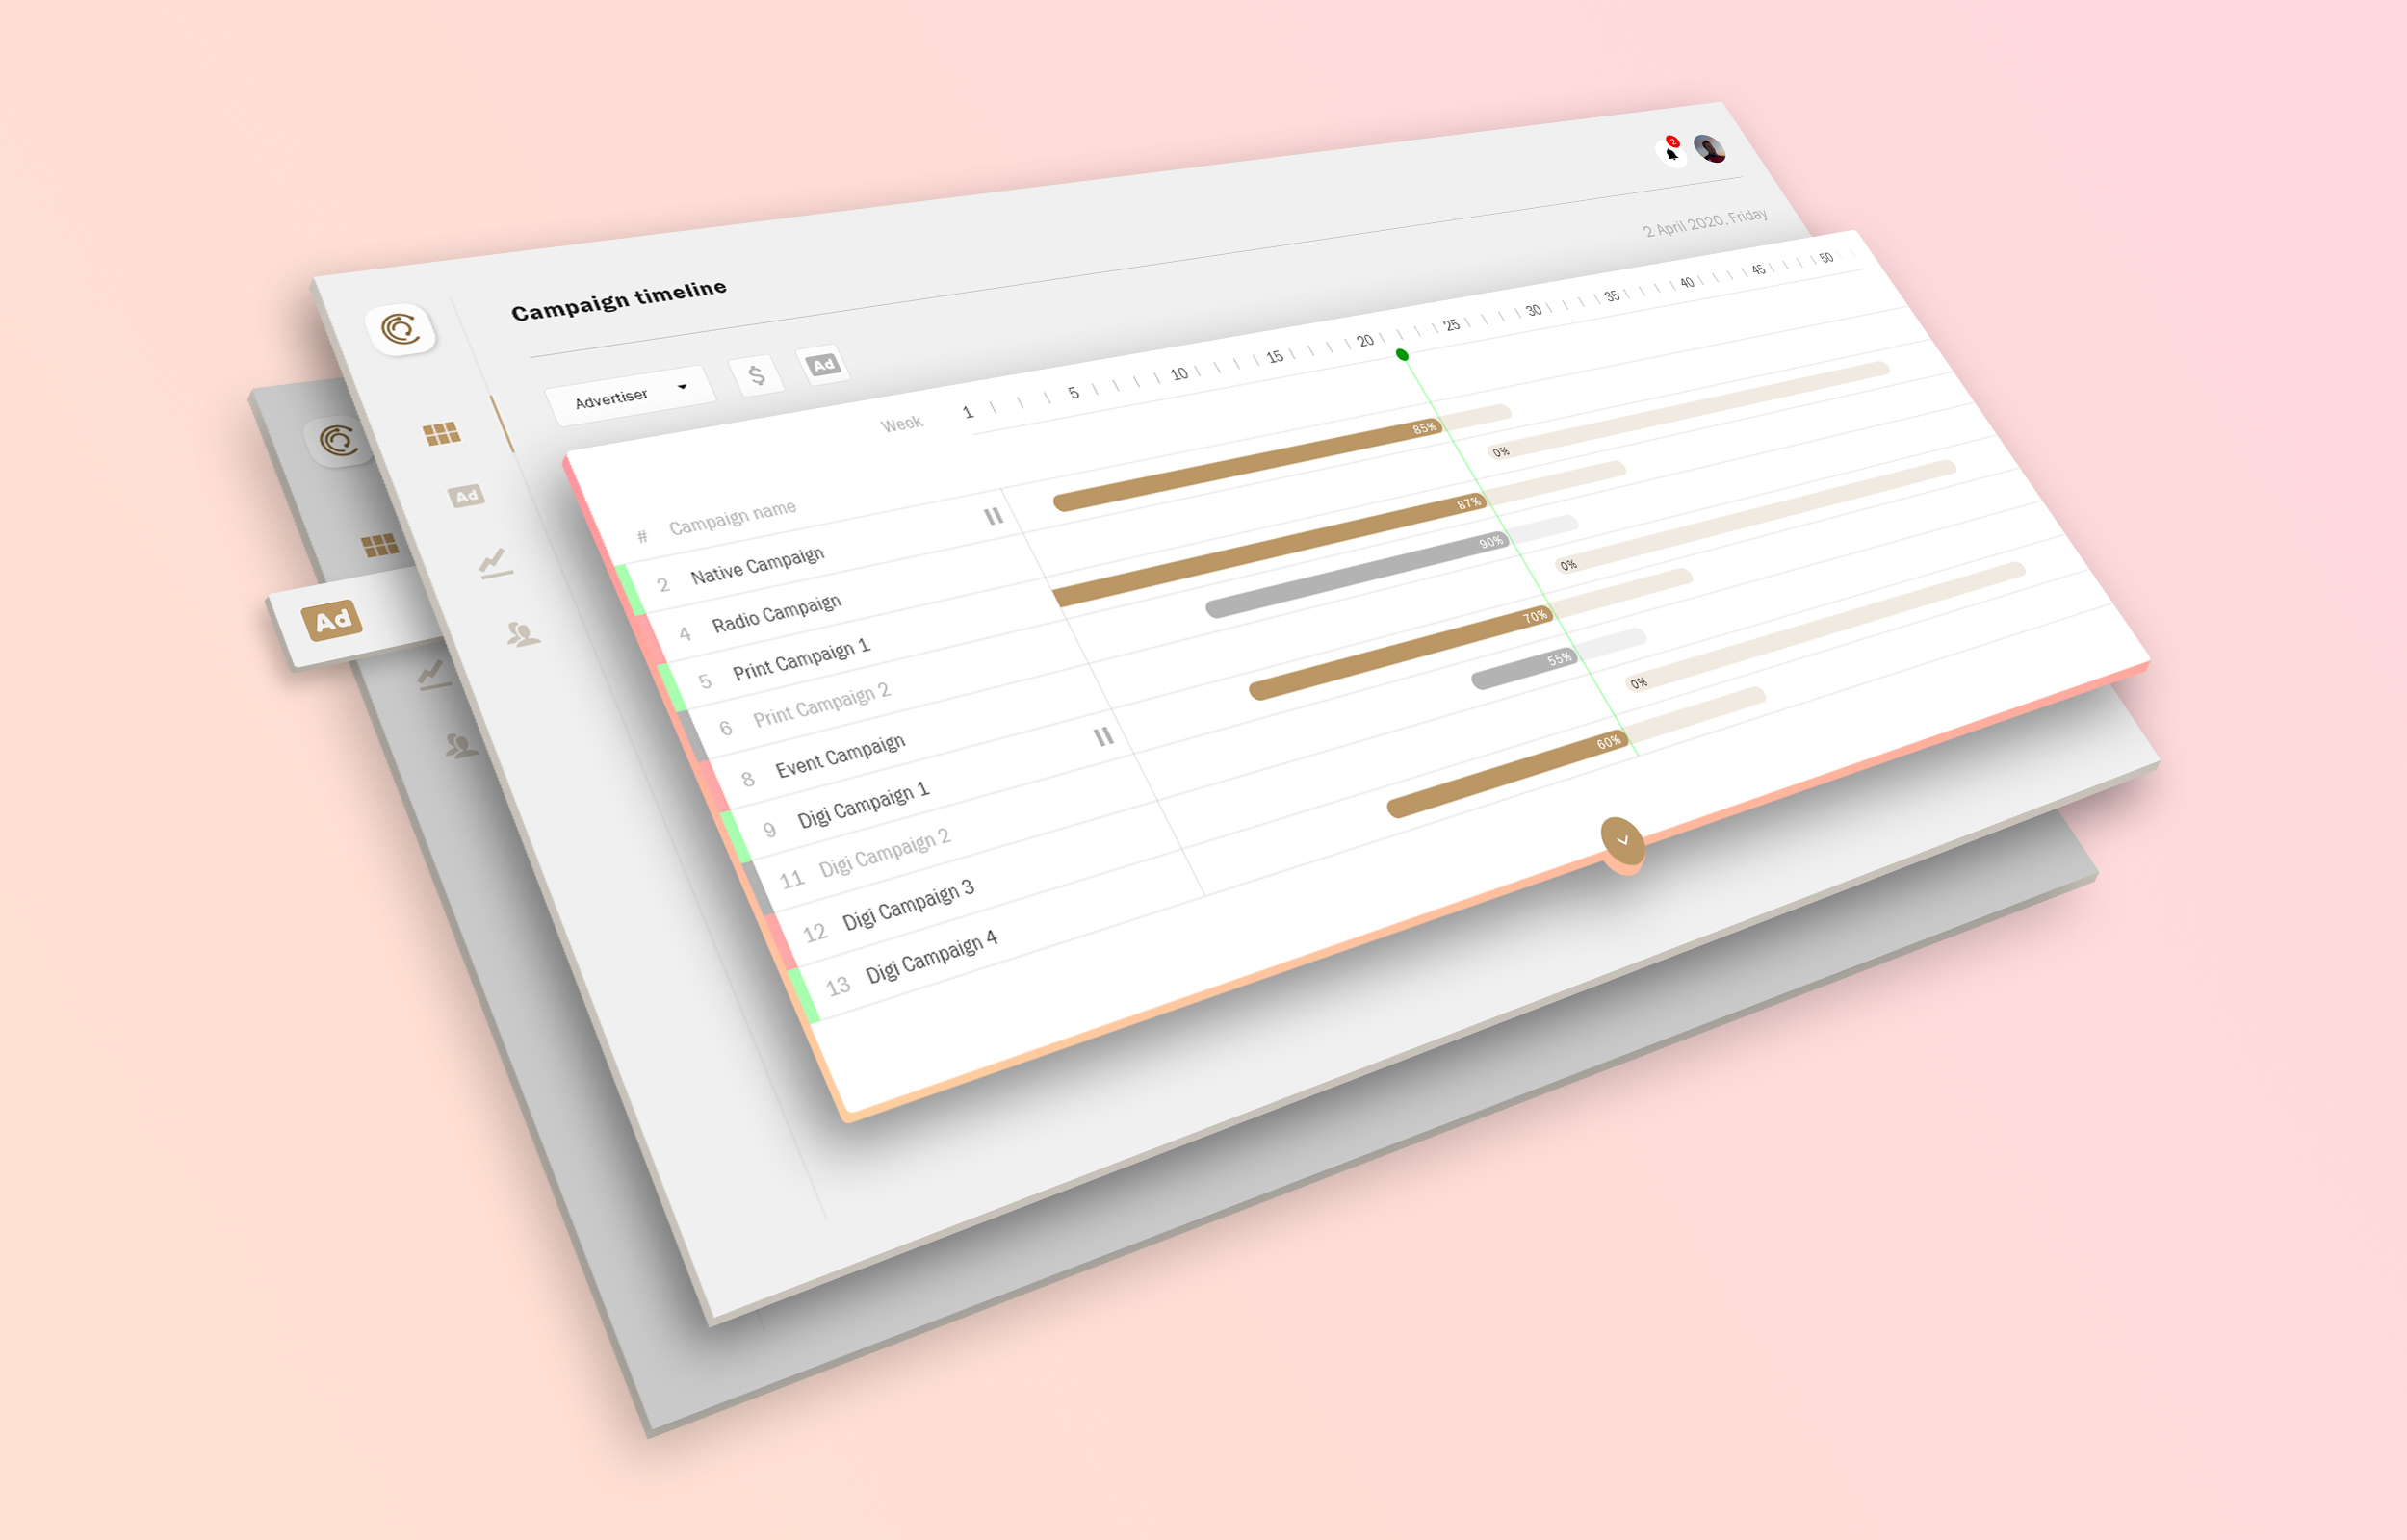 2
Campaign timeline
2 April 2020, Friday
Advertiser
$
Ad
Week 1 5 10 15 20 25 30 35 40 45 50
# Campaign name
2 Native Campaign 85%
4 Radio Campaign 0%
5 Print Campaign 1 87%
6 Print Campaign 2 90%
8 Event Campaign 0%
9 Digi Campaign 1 70%
11 Digi Campaign 2 55%
12 Digi Campaign 3 0%
13 Digi Campaign 4 60%
Ad
Ad